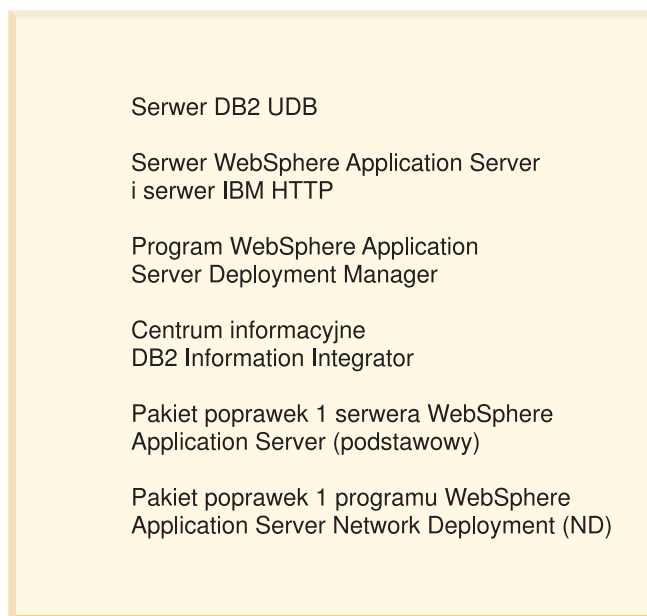 Serwer DB2 UDB
Serwer WebSphere Application Server
i serwer IBM HTTP
Program WebSphere Application
Server Deployment Manager
Centrum informacyjne
DB2 Information Integrator
Pakiet poprawek 1 serwera WebSphere
Application Server (podstawowy)
Pakiet poprawek 1 programu WebSphere
Application Server Network Deployment (ND)